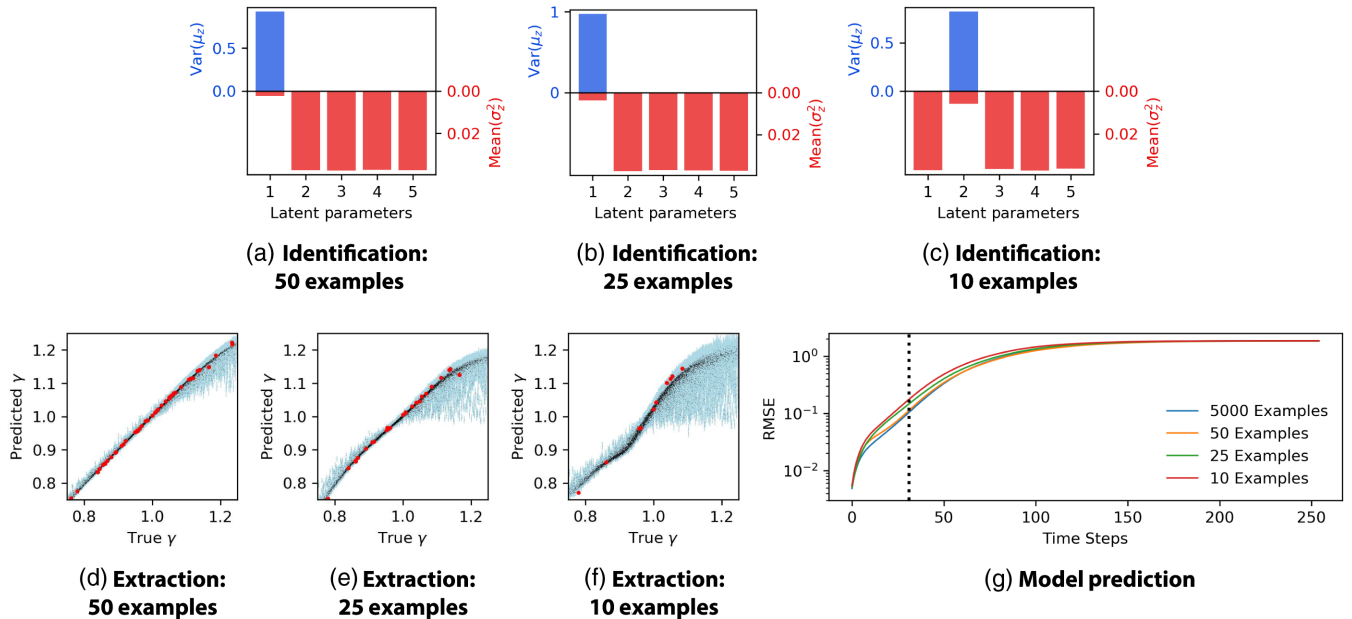 Var(μz)
0.5
0.0
0.00
0.02
Mean(σz²)
1 2 3 4 5
Latent parameters
(a) Identification:
50 examples
Var(μz)
1
0
0.00
0.02
Mean(σz²)
1 2 3 4 5
Latent parameters
(b) Identification:
25 examples
Var(μz)
0.5
0.0
0.00
0.02
Mean(σz²)
1 2 3 4 5
Latent parameters
(c) Identification:
10 examples
Predicted γ
1.2
1.1
1.0
0.9
0.8
0.8 1.0 1.2
True γ
(d) Extraction:
50 examples
Predicted γ
1.2
1.1
1.0
0.9
0.8
0.8 1.0 1.2
True γ
(e) Extraction:
25 examples
Predicted γ
1.2
1.1
1.0
0.9
0.8
0.8 1.0 1.2
True γ
(f) Extraction:
10 examples
RMSE
10⁰
10⁻¹
10⁻²
5000 Examples
50 Examples
25 Examples
10 Examples
0 50 100 150 200 250
Time Steps
(g) Model prediction